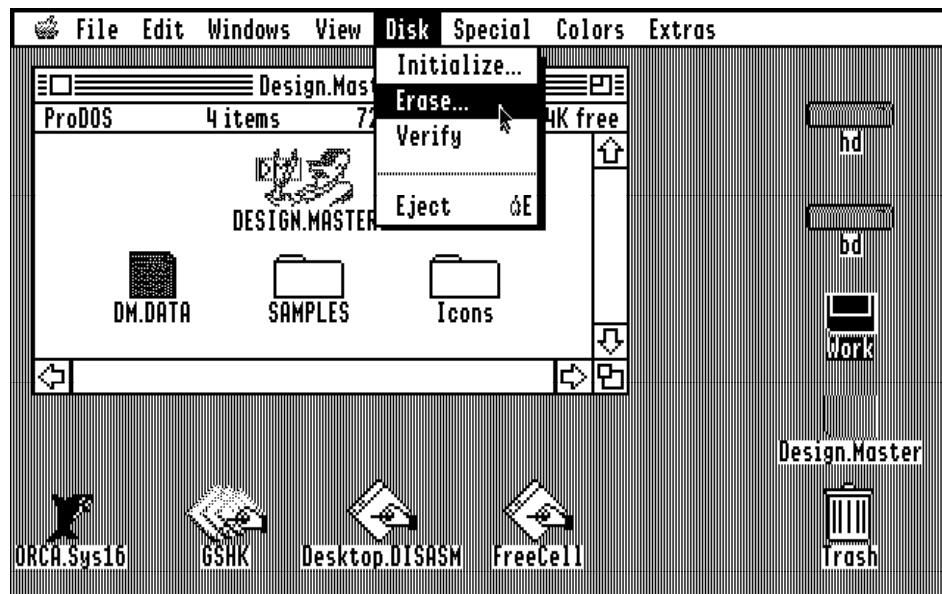 File Edit Windows View Disk Special Colors Extras
Initialize...
Erase...
Verify
Eject E
Design.Mast
ProDOS 4 items 4K free
DESIGN.MASTER
DM.DATA SAMPLES Icons
hd
bd
Work
Design.Master
ORCA.Sys16 GSHK Desktop.DISASM FreeCell Trash